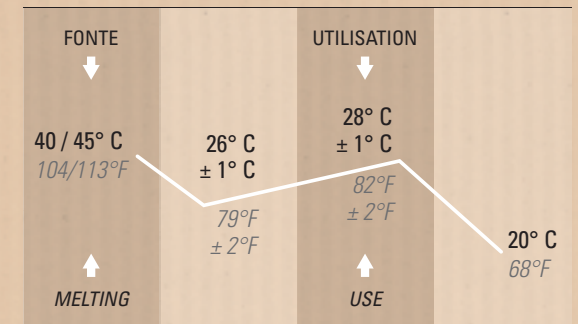 FONTE
UTILISATION
40 / 45° C
104/113°F
26° C
± 1° C
79°F
± 2°F
28° C
± 1° C
82°F
± 2°F
20° C
68°F
MELTING
USE